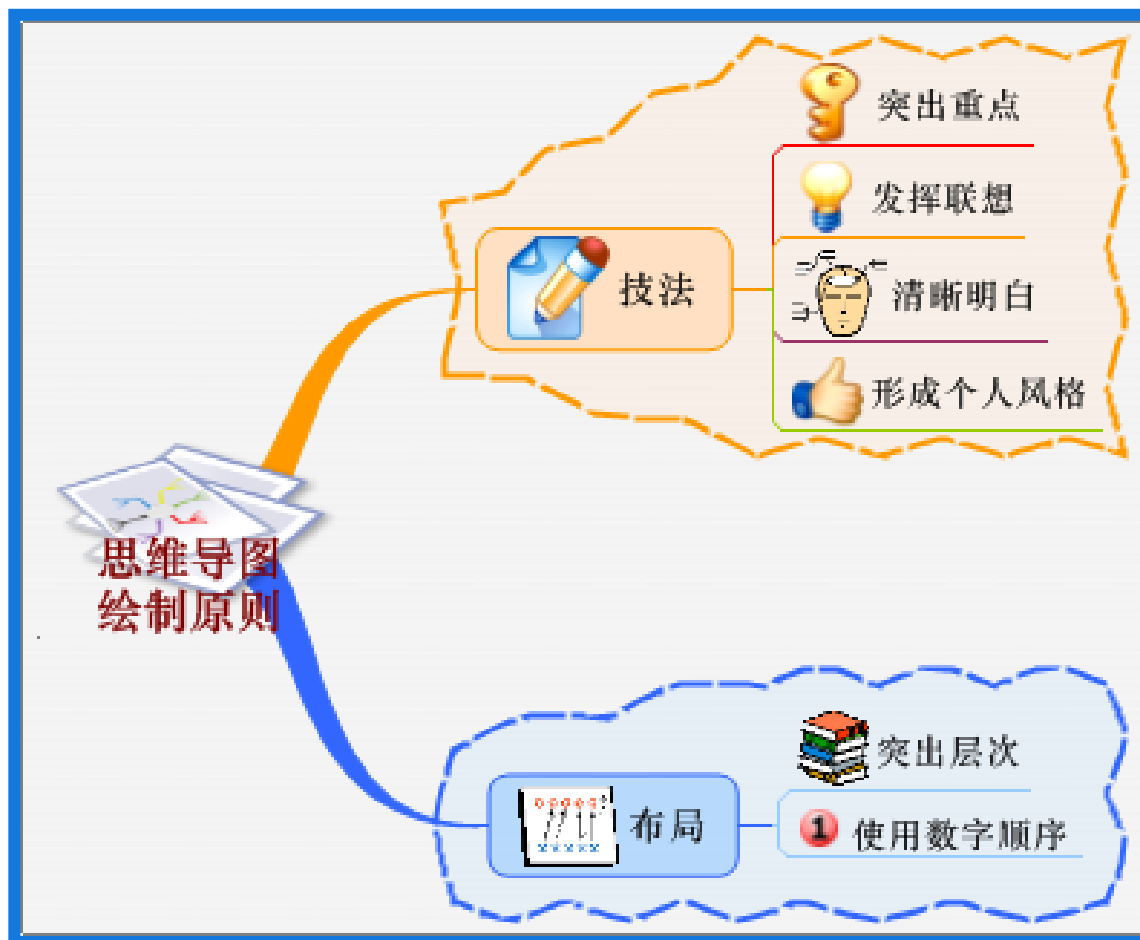 思维导图
绘制原则
技法
突出重点
发挥联想
清晰明白
形成个人风格
布局
突出层次
1 使用数字顺序